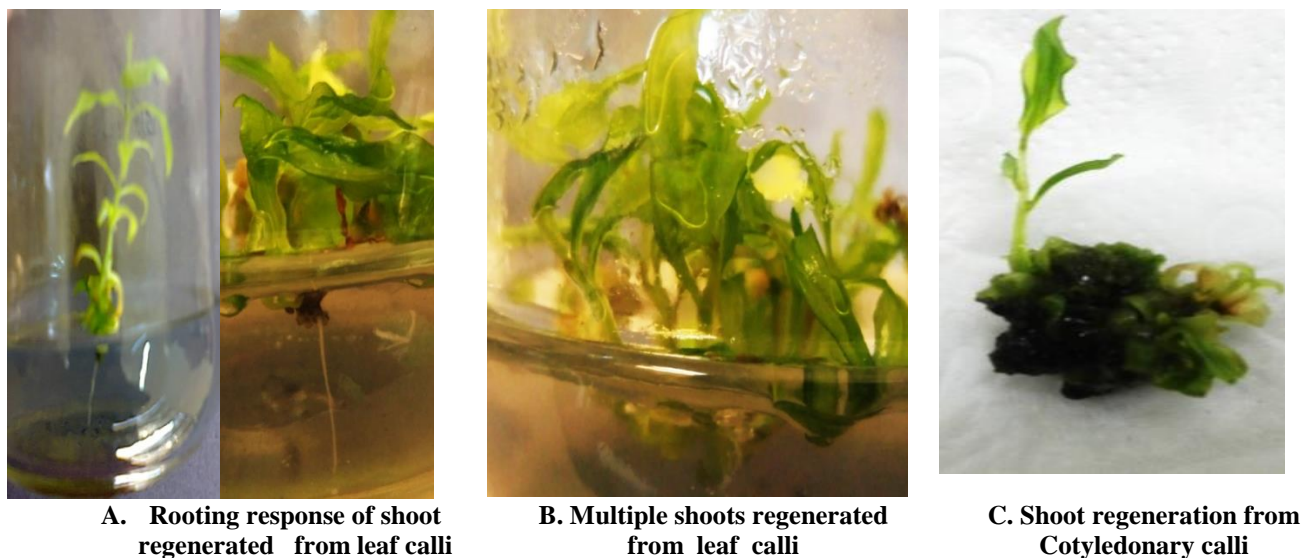 A. Rooting response of shoot
regenerated from leaf calli
B. Multiple shoots regenerated
from leaf calli
C. Shoot regeneration from
Cotyledonary calli